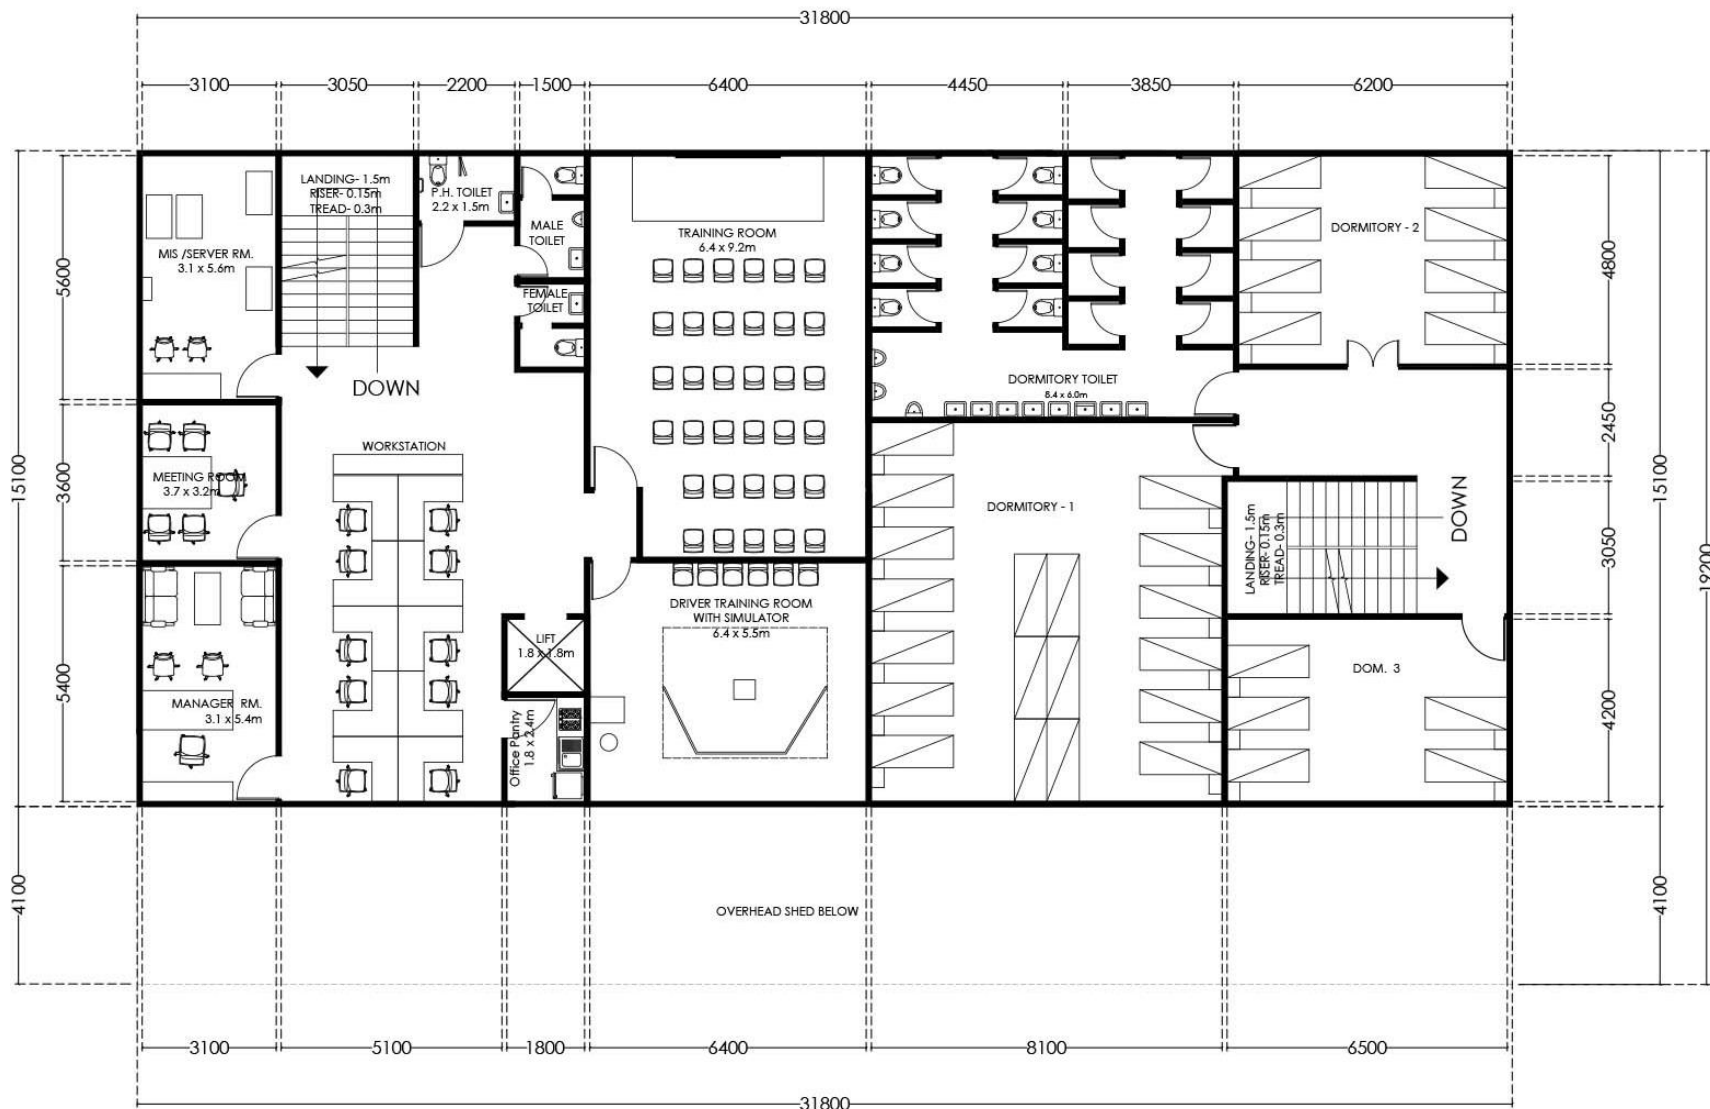 31800
3100 3050 2200 1500 6400 4450 3850 6200
LANDING- 1.5m
RISER- 0.15m
TREAD- 0.3m
P.H. TOILET
2.2 x 1.5m
MALE
TOILET
FEMALE
TOILET
MIS /SERVER RM.
3.1 x 5.6m
TRAINING ROOM
6.4 x 9.2m
DORMITORY - 2
DOWN
DORMITORY TOILET
8.4 x 6.0m
WORKSTATION
MEETING ROOM
3.7 x 3.2m
DORMITORY - 1
LANDING- 1.5m
RISER- 0.15m
TREAD- 0.3m
DOWN
DRIVER TRAINING ROOM
WITH SIMULATOR
6.4 x 5.5m
LIFT
1.8 x 1.8m
DOM. 3
MANAGER RM.
3.1 x 5.4m
Office Pantry
1.8 x 2.4m
OVERHEAD SHED BELOW
15100
4100
5600
3600
5400
4800
2450
3050
4200
15100
4100
19200
3100 5100 1800 6400 8100 6500
31800